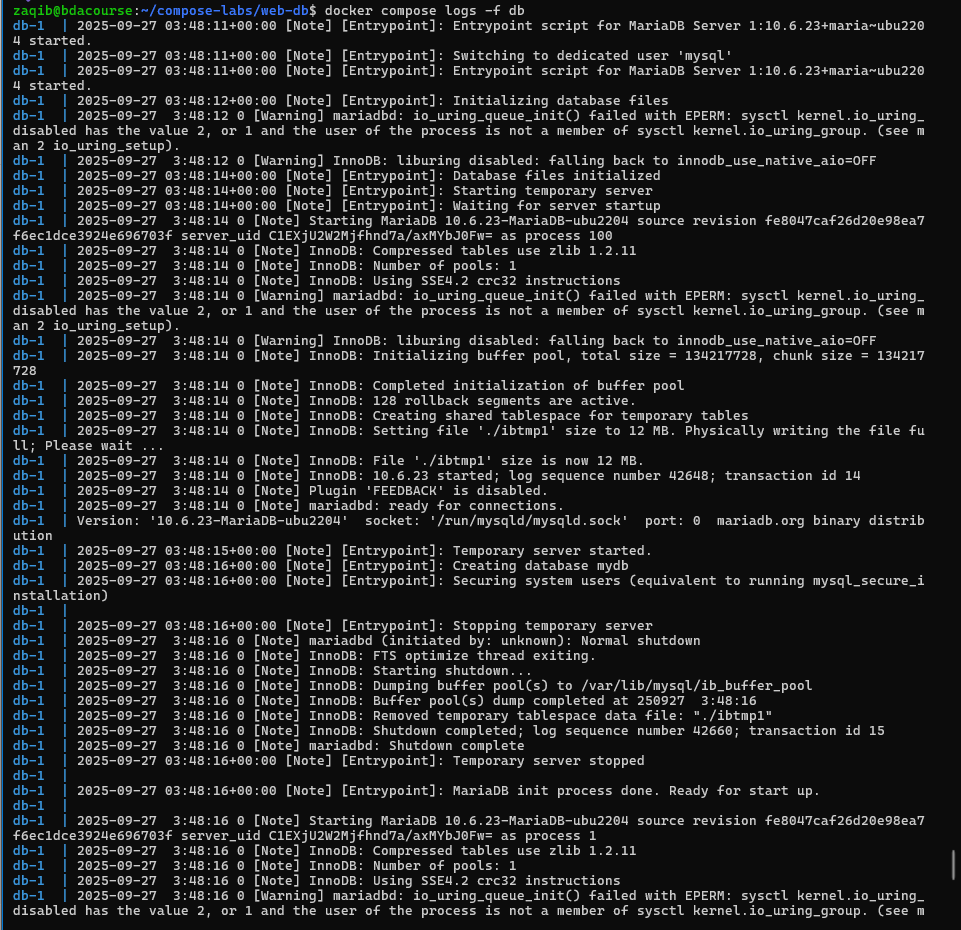 zaqib@bdacourse:~/compose-labs/web-db$ docker compose logs -f db
db-1  | 2025-09-27 03:48:11+00:00 [Note] [Entrypoint]: Entrypoint script for MariaDB Server 1:10.6.23+maria~ubu220
4 started.
db-1  | 2025-09-27 03:48:11+00:00 [Note] [Entrypoint]: Switching to dedicated user 'mysql'
db-1  | 2025-09-27 03:48:11+00:00 [Note] [Entrypoint]: Entrypoint script for MariaDB Server 1:10.6.23+maria~ubu220
4 started.
db-1  | 2025-09-27 03:48:12+00:00 [Note] [Entrypoint]: Initializing database files
db-1  | 2025-09-27  3:48:12 0 [Warning] mariadbd: io_uring_queue_init() failed with EPERM: sysctl kernel.io_uring_
disabled has the value 2, or 1 and the user of the process is not a member of sysctl kernel.io_uring_group. (see m
an 2 io_uring_setup).
db-1  | 2025-09-27  3:48:12 0 [Warning] InnoDB: liburing disabled: falling back to innodb_use_native_aio=OFF
db-1  | 2025-09-27 03:48:14+00:00 [Note] [Entrypoint]: Database files initialized
db-1  | 2025-09-27 03:48:14+00:00 [Note] [Entrypoint]: Starting temporary server
db-1  | 2025-09-27 03:48:14+00:00 [Note] [Entrypoint]: Waiting for server startup
db-1  | 2025-09-27  3:48:14 0 [Note] Starting MariaDB 10.6.23-MariaDB-ubu2204 source revision fe8047caf26d20e98ea7
f6ec1dce3924e696703f server_uid C1EXjU2W2Mjfhnd7a/axMYbJ0Fw= as process 100
db-1  | 2025-09-27  3:48:14 0 [Note] InnoDB: Compressed tables use zlib 1.2.11
db-1  | 2025-09-27  3:48:14 0 [Note] InnoDB: Number of pools: 1
db-1  | 2025-09-27  3:48:14 0 [Note] InnoDB: Using SSE4.2 crc32 instructions
db-1  | 2025-09-27  3:48:14 0 [Warning] mariadbd: io_uring_queue_init() failed with EPERM: sysctl kernel.io_uring_
disabled has the value 2, or 1 and the user of the process is not a member of sysctl kernel.io_uring_group. (see m
an 2 io_uring_setup).
db-1  | 2025-09-27  3:48:14 0 [Warning] InnoDB: liburing disabled: falling back to innodb_use_native_aio=OFF
db-1  | 2025-09-27  3:48:14 0 [Note] InnoDB: Initializing buffer pool, total size = 134217728, chunk size = 134217
728
db-1  | 2025-09-27  3:48:14 0 [Note] InnoDB: Completed initialization of buffer pool
db-1  | 2025-09-27  3:48:14 0 [Note] InnoDB: 128 rollback segments are active.
db-1  | 2025-09-27  3:48:14 0 [Note] InnoDB: Creating shared tablespace for temporary tables
db-1  | 2025-09-27  3:48:14 0 [Note] InnoDB: Setting file './ibtmp1' size to 12 MB. Physically writing the file fu
ll; Please wait ...
db-1  | 2025-09-27  3:48:14 0 [Note] InnoDB: File './ibtmp1' size is now 12 MB.
db-1  | 2025-09-27  3:48:14 0 [Note] InnoDB: 10.6.23 started; log sequence number 42648; transaction id 14
db-1  | 2025-09-27  3:48:14 0 [Note] Plugin 'FEEDBACK' is disabled.
db-1  | 2025-09-27  3:48:14 0 [Note] mariadbd: ready for connections.
db-1  | Version: '10.6.23-MariaDB-ubu2204'  socket: '/run/mysqld/mysqld.sock'  port: 0  mariadb.org binary distrib
ution
db-1  | 2025-09-27 03:48:15+00:00 [Note] [Entrypoint]: Temporary server started.
db-1  | 2025-09-27 03:48:16+00:00 [Note] [Entrypoint]: Creating database mydb
db-1  | 2025-09-27 03:48:16+00:00 [Note] [Entrypoint]: Securing system users (equivalent to running mysql_secure_i
nstallation)
db-1  |
db-1  | 2025-09-27 03:48:16+00:00 [Note] [Entrypoint]: Stopping temporary server
db-1  | 2025-09-27  3:48:16 0 [Note] mariadbd (initiated by: unknown): Normal shutdown
db-1  | 2025-09-27  3:48:16 0 [Note] InnoDB: FTS optimize thread exiting.
db-1  | 2025-09-27  3:48:16 0 [Note] InnoDB: Starting shutdown...
db-1  | 2025-09-27  3:48:16 0 [Note] InnoDB: Dumping buffer pool(s) to /var/lib/mysql/ib_buffer_pool
db-1  | 2025-09-27  3:48:16 0 [Note] InnoDB: Buffer pool(s) dump completed at 250927  3:48:16
db-1  | 2025-09-27  3:48:16 0 [Note] InnoDB: Removed temporary tablespace data file: "./ibtmp1"
db-1  | 2025-09-27  3:48:16 0 [Note] InnoDB: Shutdown completed; log sequence number 42660; transaction id 15
db-1  | 2025-09-27  3:48:16 0 [Note] mariadbd: Shutdown complete
db-1  | 2025-09-27 03:48:16+00:00 [Note] [Entrypoint]: Temporary server stopped
db-1  |
db-1  | 2025-09-27 03:48:16+00:00 [Note] [Entrypoint]: MariaDB init process done. Ready for start up.
db-1  |
db-1  | 2025-09-27  3:48:16 0 [Note] Starting MariaDB 10.6.23-MariaDB-ubu2204 source revision fe8047caf26d20e98ea7
f6ec1dce3924e696703f server_uid C1EXjU2W2Mjfhnd7a/axMYbJ0Fw= as process 1
db-1  | 2025-09-27  3:48:16 0 [Note] InnoDB: Compressed tables use zlib 1.2.11
db-1  | 2025-09-27  3:48:16 0 [Note] InnoDB: Number of pools: 1
db-1  | 2025-09-27  3:48:16 0 [Note] InnoDB: Using SSE4.2 crc32 instructions
db-1  | 2025-09-27  3:48:16 0 [Warning] mariadbd: io_uring_queue_init() failed with EPERM: sysctl kernel.io_uring_
disabled has the value 2, or 1 and the user of the process is not a member of sysctl kernel.io_uring_group. (see m